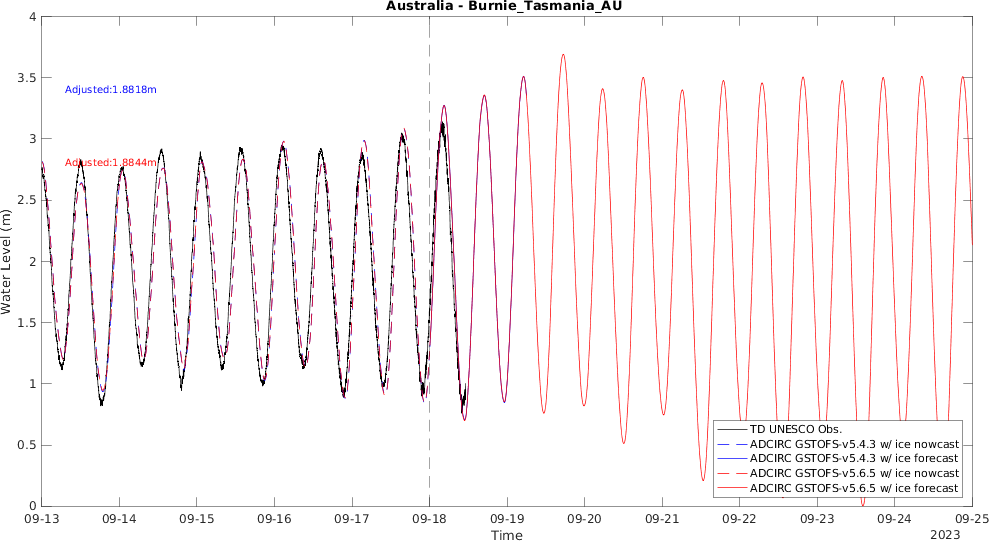 Australia - Burnie_Tasmania_AU
4
3.5
3
2.5
2
1.5
1
0.5
0
Water Level (m)
Adjusted:1.8818m
Adjusted:1.8844m
TD UNESCO Obs.
ADCIRC GSTOFS-v5.4.3 w/ ice nowcast
ADCIRC GSTOFS-v5.4.3 w/ ice forecast
ADCIRC GSTOFS-v5.6.5 w/ ice nowcast
ADCIRC GSTOFS-v5.6.5 w/ ice forecast
09-13 09-14 09-15 09-16 09-17 09-18 09-19 09-20 09-21 09-22 09-23 09-24 09-25
Time
2023